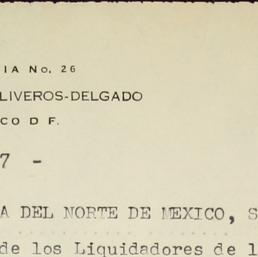 IA No. 26
LIVEROS-DELGADO
CO D F.
7 -
A DEL NORTE DE MEXICO, S
de los Liquidadores de l